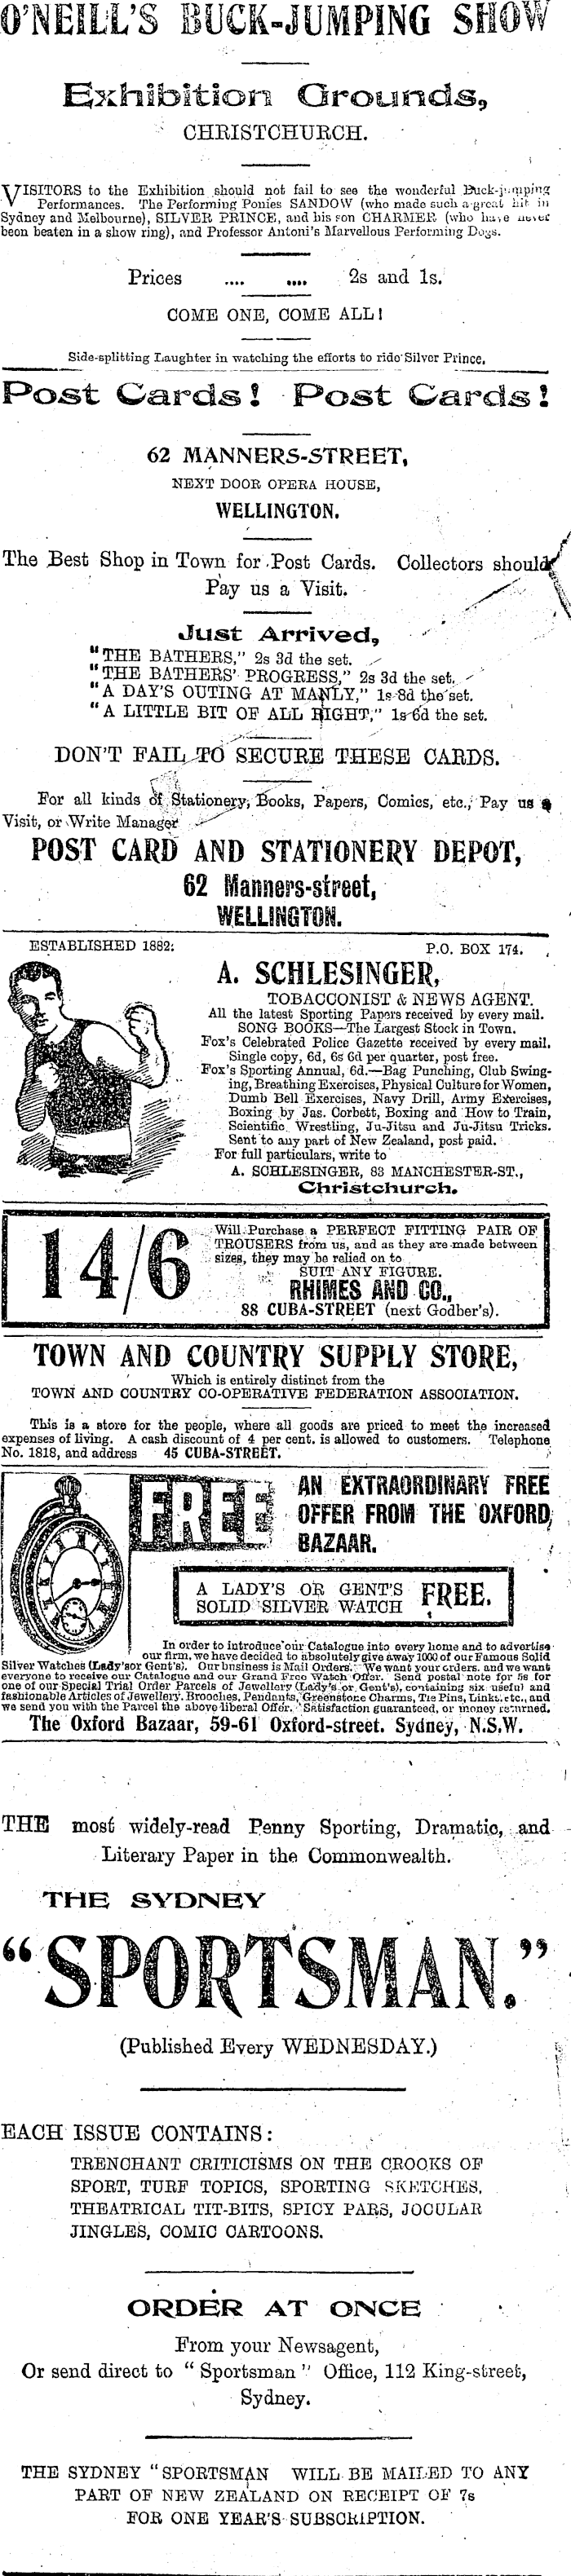 O'NEILL'S BUCK-JUMPING SHOW
Exhibition Grounds,
CHRISTCHURCH.
VISITORS to the Exhibition should not fail to see the wonderful Buck-jumping
Performances. The Performing Ponies SANDOW (who made such a great hit in
Sydney and Melbourne), SILVER PRINCE, and his son CHARMER (who have never
been beaten in a show ring), and Professor Antoni's Marvellous Performing Dogs.
Prices .... .... 2s and 1s.
COME ONE, COME ALL!
Side-splitting Laughter in watching the efforts to ride Silver Prince.
Post Cards! Post Cards!
62 MANNERS-STREET,
NEXT DOOR OPERA HOUSE,
WELLINGTON.
The Best Shop in Town for Post Cards. Collectors should
Pay us a Visit.
Just Arrived,
"THE BATHERS," 2s 3d the set.
"THE BATHERS' PROGRESS," 2s 3d the set.
"A DAY'S OUTING AT MANLY," 1s 8d the set.
"A LITTLE BIT OF ALL RIGHT," 1s 6d the set.
DON'T FAIL TO SECURE THESE CARDS.
For all kinds of Stationery, Books, Papers, Comics, etc., Pay us a
Visit, or Write Manager
POST CARD AND STATIONERY DEPOT,
62 Manners-street,
WELLINGTON.
ESTABLISHED 1882. P.O. BOX 174.
A. SCHLESINGER,
TOBACCONIST & NEWS AGENT.
All the latest Sporting Papers received by every mail.
SONG BOOKS—The Largest Stock in Town.
Fox's Celebrated Police Gazette received by every mail.
Single copy, 6d, 6s 6d per quarter, post free.
Fox's Sporting Annual, 6d.—Bag Punching, Club Swing-
ing, Breathing Exercises, Physical Culture for Women,
Dumb Bell Exercises, Navy Drill, Army Exercises,
Boxing by Jas. Corbett, Boxing and How to Train,
Scientific Wrestling, Ju-Jitsu and Ju-Jitsu Tricks.
Sent to any part of New Zealand, post paid.
For full particulars, write to
A. SCHLESINGER, 83 MANCHESTER-ST.,
Christchurch.
14/6
Will Purchase a PERFECT FITTING PAIR OF
TROUSERS from us, and as they are made between
sizes, they may be relied on to
SUIT ANY FIGURE.
RHIMES AND CO.,
88 CUBA-STREET (next Godber's).
TOWN AND COUNTRY SUPPLY STORE,
Which is entirely distinct from the
TOWN AND COUNTRY CO-OPERATIVE FEDERATION ASSOCIATION.
This is a store for the people, where all goods are priced to meet the increased
expenses of living. A cash discount of 4 per cent. is allowed to customers. Telephone
No. 1818, and address 45 CUBA-STREET.
FREE
AN EXTRAORDINARY FREE
OFFER FROM THE OXFORD
BAZAAR.
A LADY'S OR GENT'S
SOLID SILVER WATCH
FREE.
In order to introduce our Catalogue into every home and to advertise
our firm, we have decided to absolutely give away 1000 of our Famous Solid
Silver Watches (Lady's or Gent's). Our business is Mail Orders. We want your orders, and we want
everyone to receive our Catalogue and our Grand Free Watch Offer. Send postal note for 5s for
one of our Special Trial Order Parcels of Jewellery (Lady's or Gent's), containing six useful and
fashionable Articles of Jewellery. Brooches, Pendants, Greenstone Charms, Tie Pins, Links, etc., and
we send you with the Parcel the above liberal Offer. Satisfaction guaranteed, or money returned.
The Oxford Bazaar, 59-61 Oxford-street, Sydney, N.S.W.
THE most widely-read Penny Sporting, Dramatic, and
Literary Paper in the Commonwealth.
THE SYDNEY
"SPORTSMAN."
(Published Every WEDNESDAY.)
EACH ISSUE CONTAINS:
TRENCHANT CRITICISMS ON THE CROOKS OF
SPORT, TURF TOPICS, SPORTING SKETCHES,
THEATRICAL TIT-BITS, SPICY PARS, JOCULAR
JINGLES, COMIC CARTOONS.
ORDER AT ONCE
From your Newsagent,
Or send direct to "Sportsman" Office, 112 King-street,
Sydney.
THE SYDNEY "SPORTSMAN WILL BE MAILED TO ANY
PART OF NEW ZEALAND ON RECEIPT OF 7s
FOR ONE YEAR'S SUBSCRIPTION.